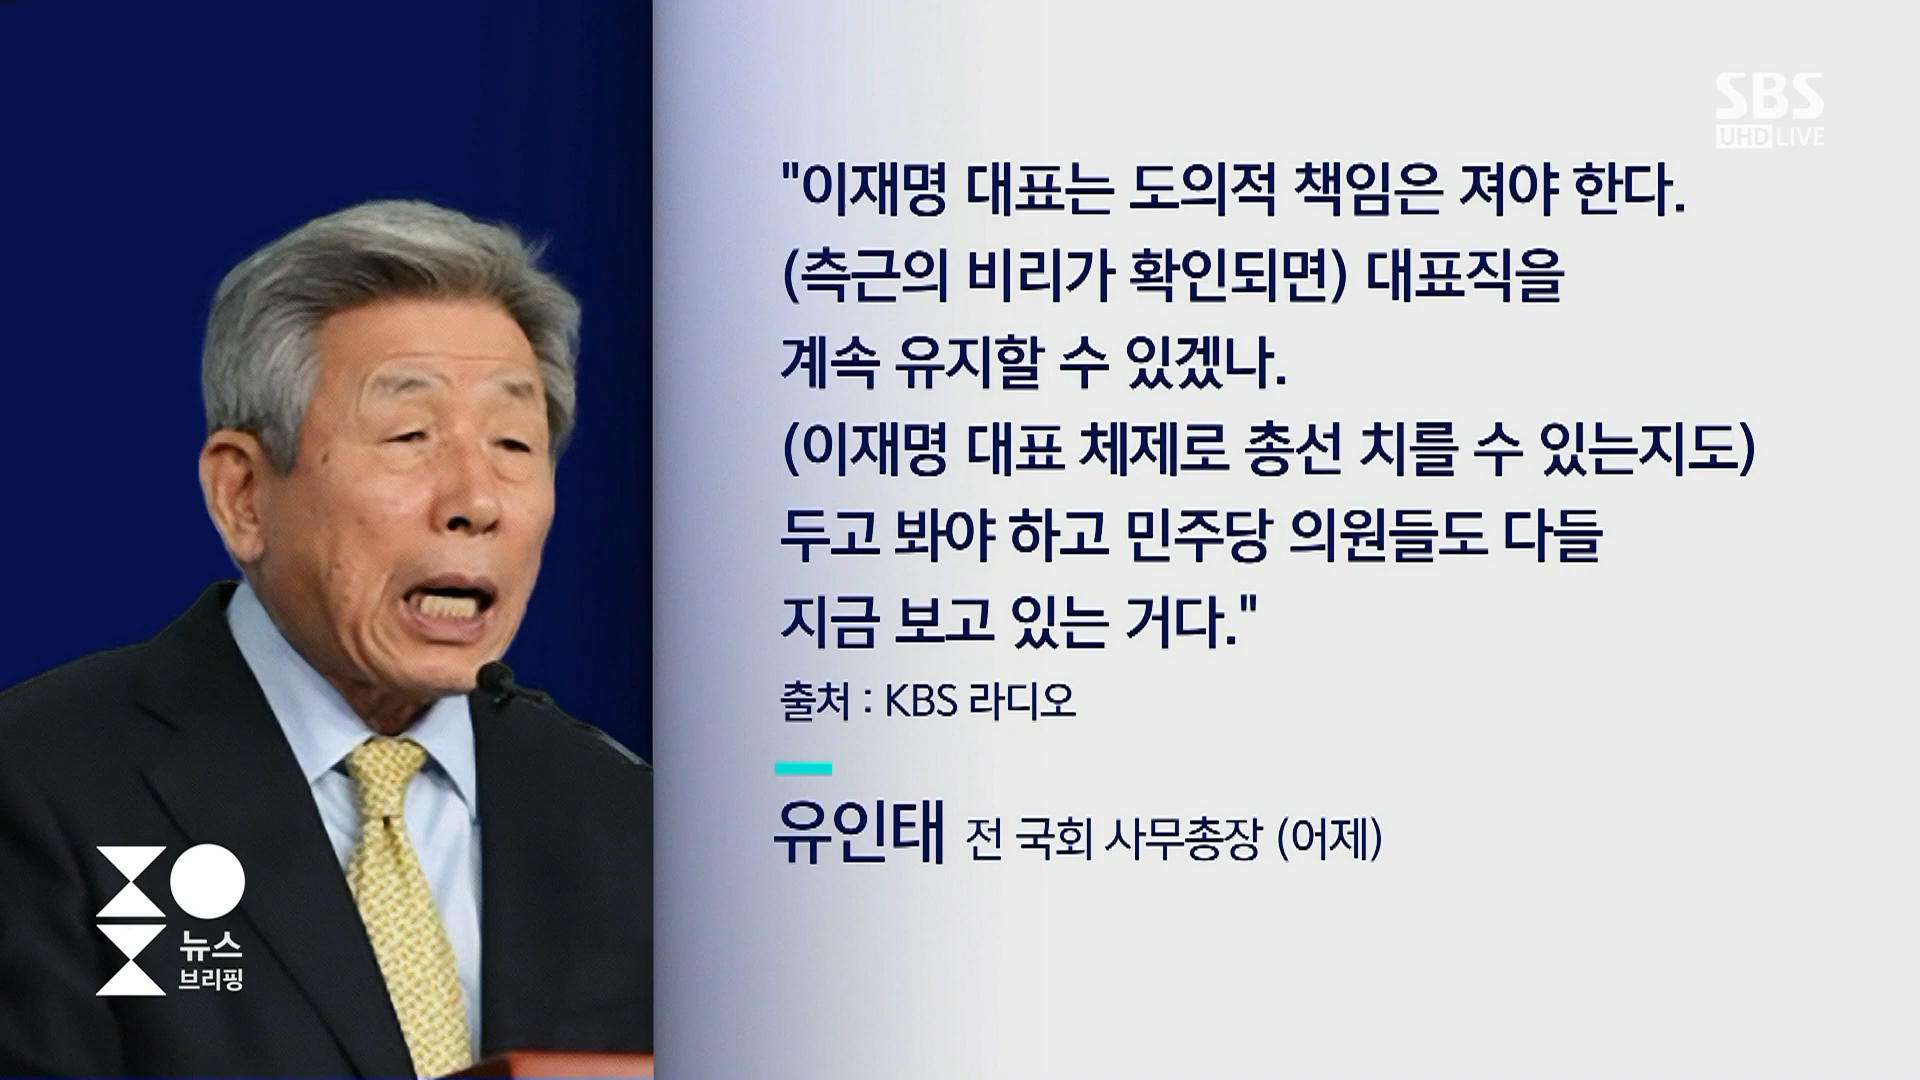 SBS
UHD LIVE
"이재명 대표는 도의적 책임은 져야 한다.
(측근의 비리가 확인되면) 대표직을
계속 유지할 수 있겠나.
(이재명 대표 체제로 총선 치를 수 있는지도)
두고 봐야 하고 민주당 의원들도 다들
지금 보고 있는 거다."
출처 : KBS 라디오
유인태 전 국회 사무총장 (어제)
뉴스
브리핑